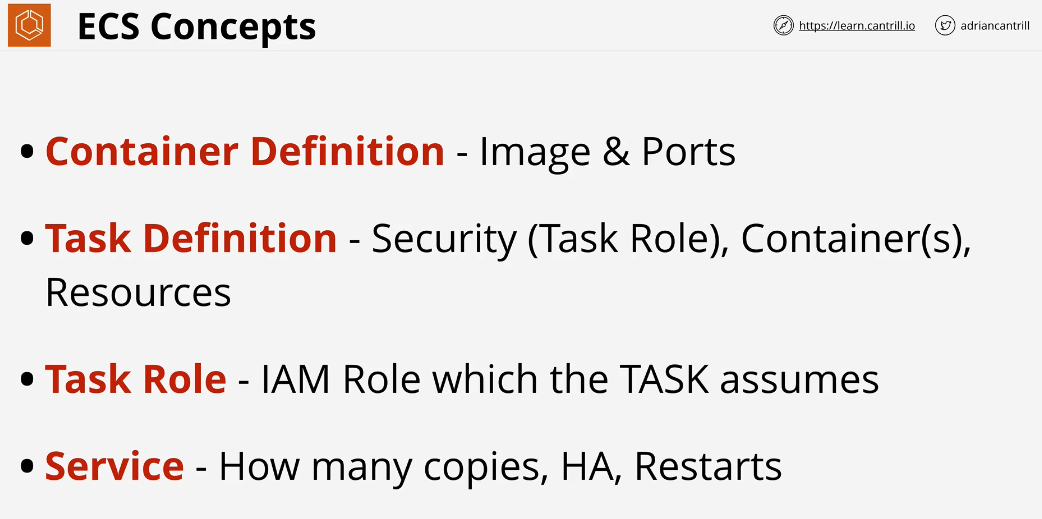 ECS Concepts
https://learn.cantrill.io
adriancantrill
• Container Definition - Image & Ports
• Task Definition - Security (Task Role), Container(s),
Resources
• Task Role - IAM Role which the TASK assumes
• Service - How many copies, HA, Restarts